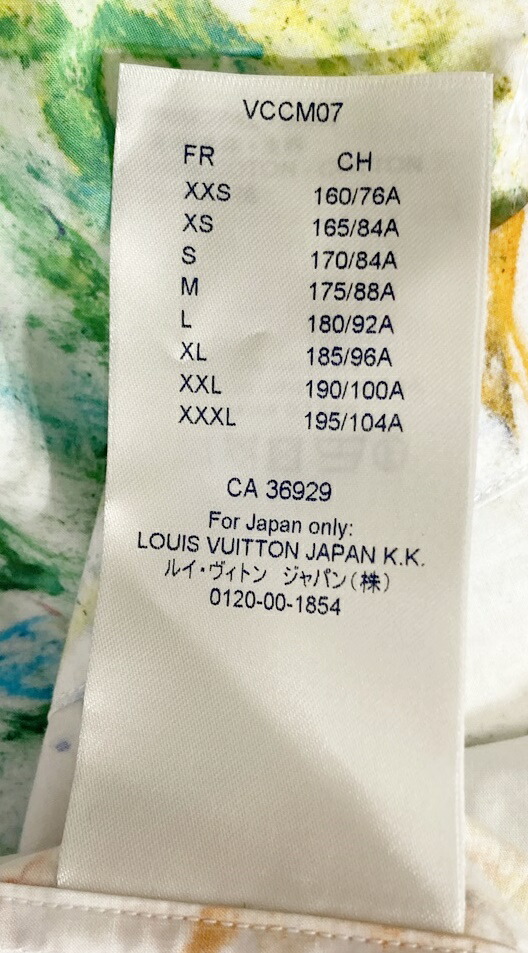 VCCM07
FR CH
XXS 160/76A
XS 165/84A
S 170/84A
M 175/88A
L 180/92A
XL 185/96A
XXL 190/100A
XXXL 195/104A
CA 36929
For Japan only:
LOUIS VUITTON JAPAN K.K.
ルイ・ヴィトン ジャパン(株)
0120-00-1854